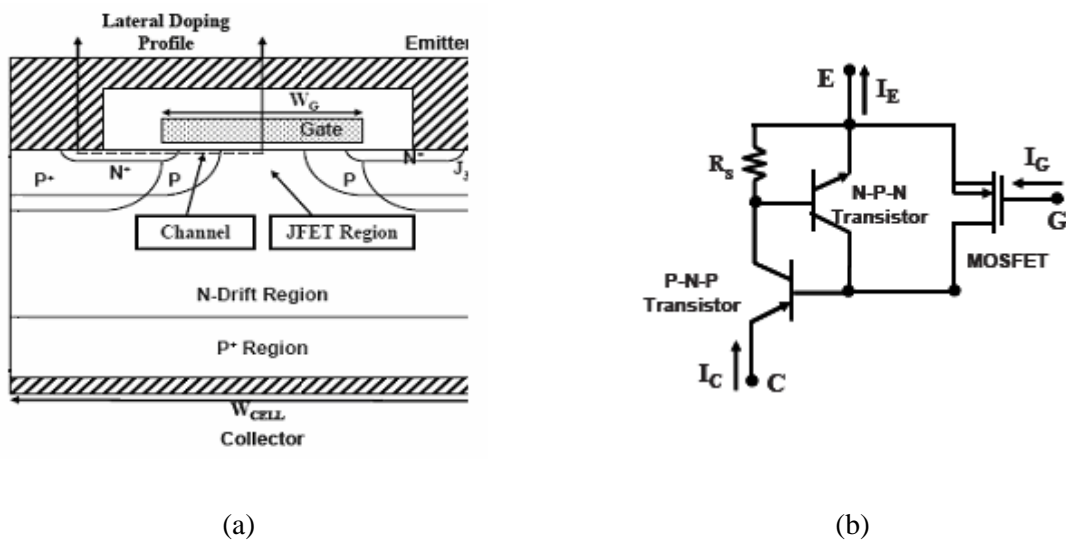 Lateral Doping
Profile
Emitter
W_G
Gate
N⁺
N⁺
P⁺
P
P
Channel
JFET Region
N-Drift Region
P⁺ Region
W_CELL
Collector
(a)
E
I_E
R_s
N-P-N
Transistor
I_G
G
MOSFET
P-N-P
Transistor
I_C
C
(b)